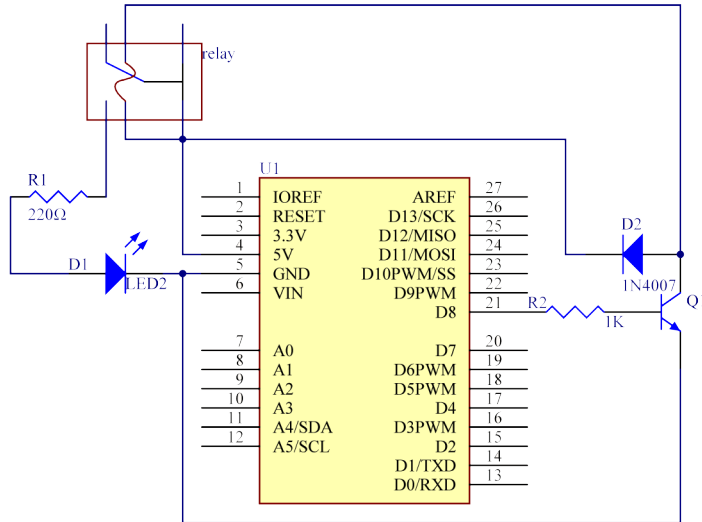 relay
R1
220Ω
D1
LED2
U1
1 IOREF
2 RESET
3 3.3V
4 5V
5 GND
6 VIN
7 A0
8 A1
9 A2
10 A3
11 A4/SDA
12 A5/SCL
AREF 27
D13/SCK 26
D12/MISO 25
D11/MOSI 24
D10PWM/SS 23
D9PWM 22
D8 21
D7 20
D6PWM 19
D5PWM 18
D4 17
D3PWM 16
D2 15
D1/TXD 14
D0/RXD 13
R2
1K
D2
1N4007
Q